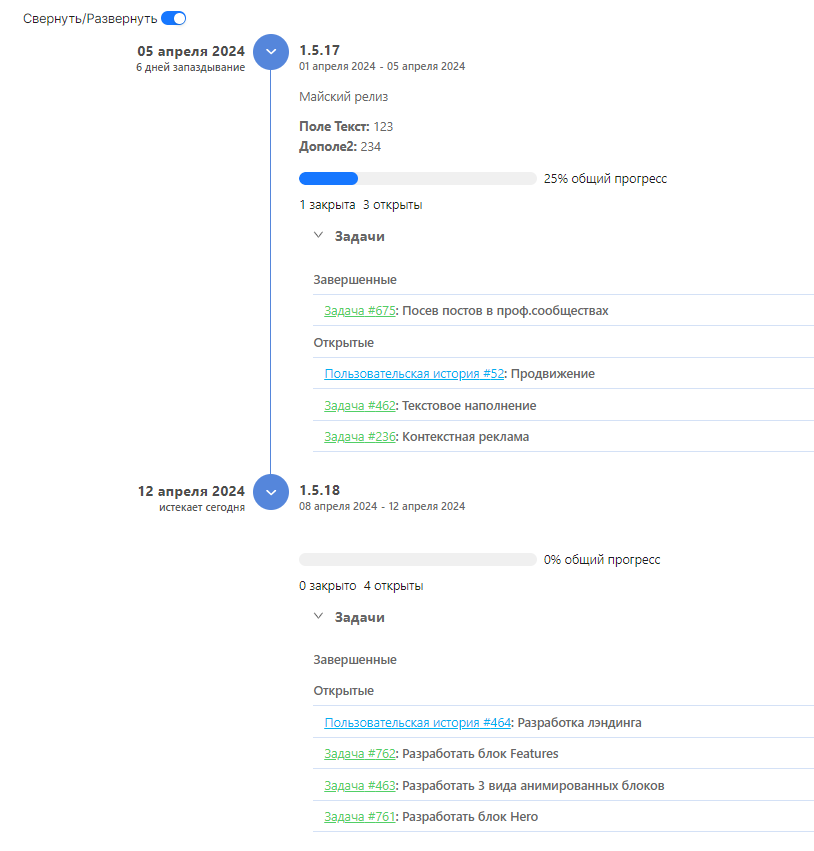 Свернуть/Развернуть
05 апреля 2024
6 дней запаздывание
1.5.17
01 апреля 2024 - 05 апреля 2024
Майский релиз
Поле Текст: 123
Дополе2: 234
25% общий прогресс
1 закрыта 3 открыты
Задачи
Завершенные
Задача #675: Посев постов в проф.сообществах
Открытые
Пользовательская история #52: Продвижение
Задача #462: Текстовое наполнение
Задача #236: Контекстная реклама
12 апреля 2024
истекает сегодня
1.5.18
08 апреля 2024 - 12 апреля 2024
0% общий прогресс
0 закрыто 4 открыты
Задачи
Завершенные
Открытые
Пользовательская история #464: Разработка лэндинга
Задача #762: Разработать блок Features
Задача #463: Разработать 3 вида анимированных блоков
Задача #761: Разработать блок Hero